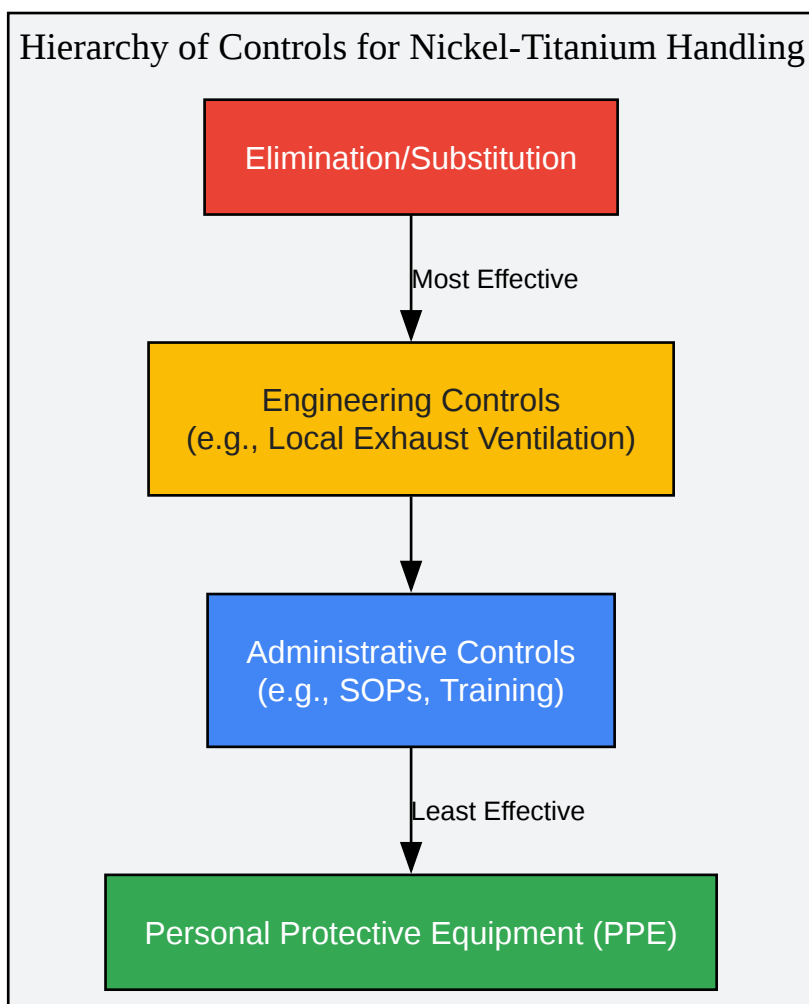 Hierarchy of Controls for Nickel-Titanium Handling
Elimination/Substitution
Most Effective
Engineering Controls
(e.g., Local Exhaust Ventilation)
Administrative Controls
(e.g., SOPs, Training)
Least Effective
Personal Protective Equipment (PPE)